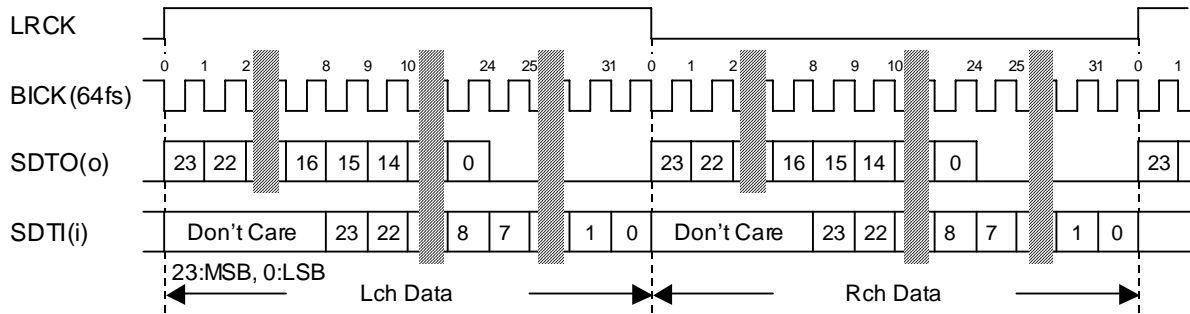 LRCK
0 1 2 8 9 10 24 25 31 0 1 2 8 9 10 24 25 31 0 1
BICK(64fs)
SDTO(o) 23 22 16 15 14 0 23 22 16 15 14 0 23
SDTI(i) Don't Care 23 22 8 7 1 0 Don't Care 23 22 8 7 1 0
23:MSB, 0:LSB
Lch Data Rch Data